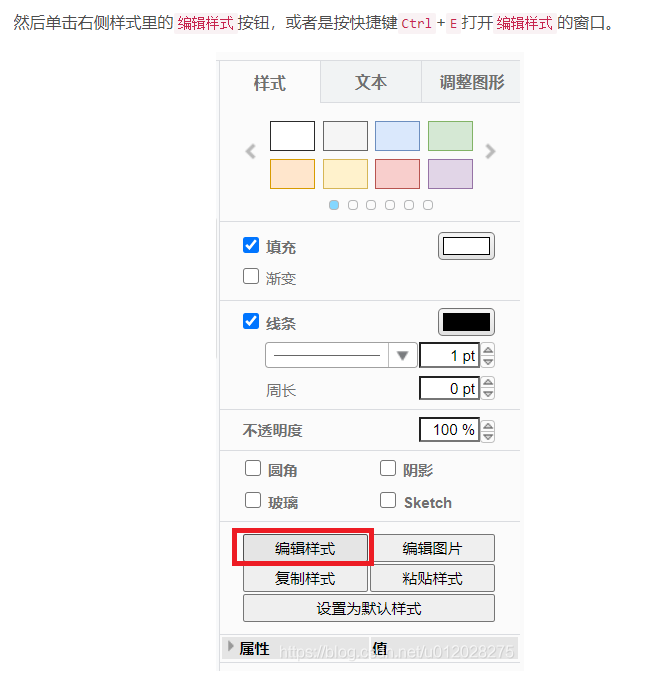 然后单击右侧样式里的 编辑样式 按钮，或者是按快捷键 Ctrl + E 打开 编辑样式 的窗口。
样式 文本 调整图形
填充
渐变
线条
1 pt
周长 0 pt
不透明度 100 %
圆角 阴影
玻璃 Sketch
编辑样式 编辑图片
复制样式 粘贴样式
设置为默认样式
属性 值
https://blog.csdn.net/u012028275